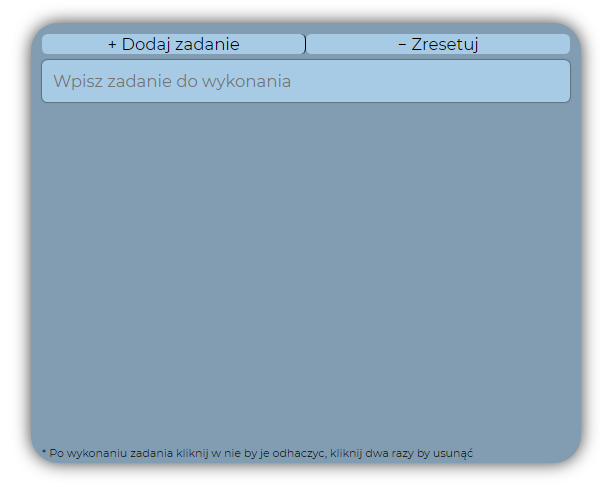 + Dodaj zadanie
− Zresetuj
Wpisz zadanie do wykonania
* Po wykonaniu zadania kliknij w nie by je odhaczyc, kliknij dwa razy by usunąć